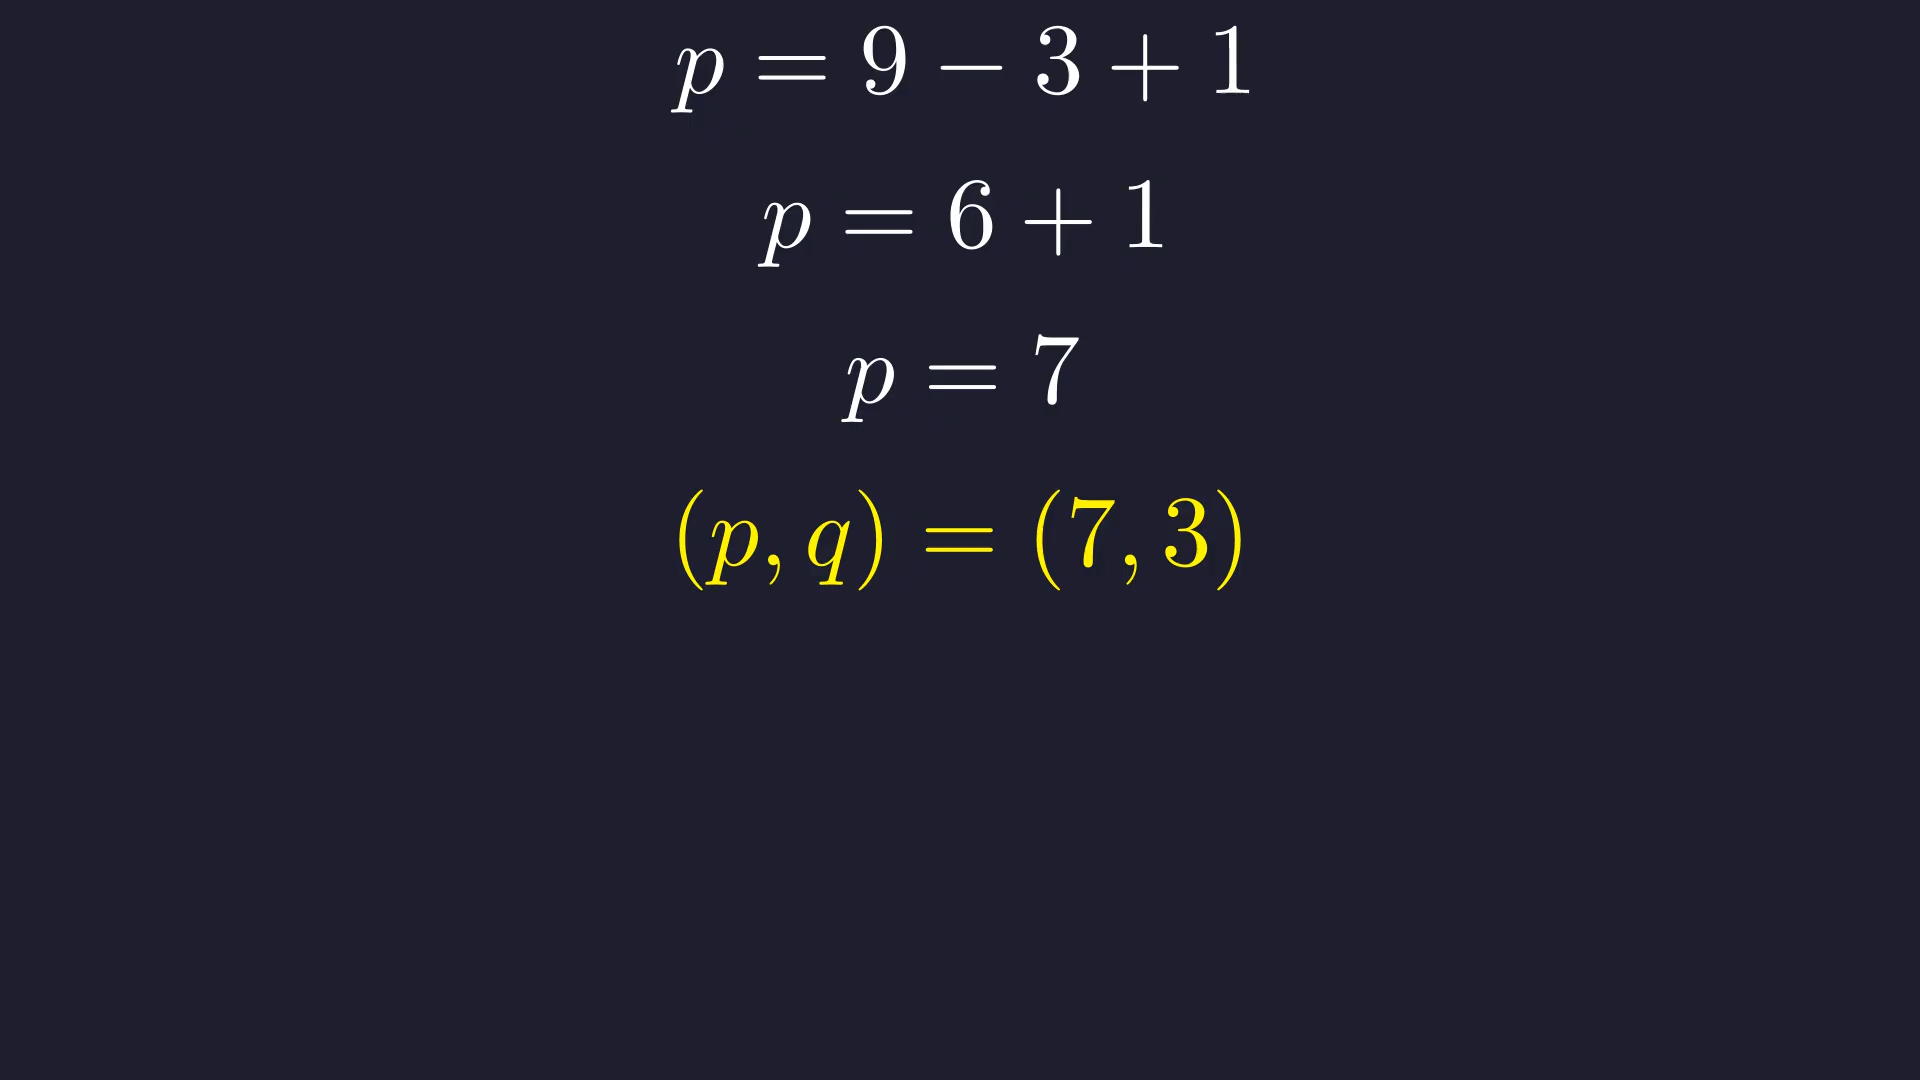 p = 9 − 3 + 1
p = 6 + 1
p = 7
(p, q) = (7, 3)